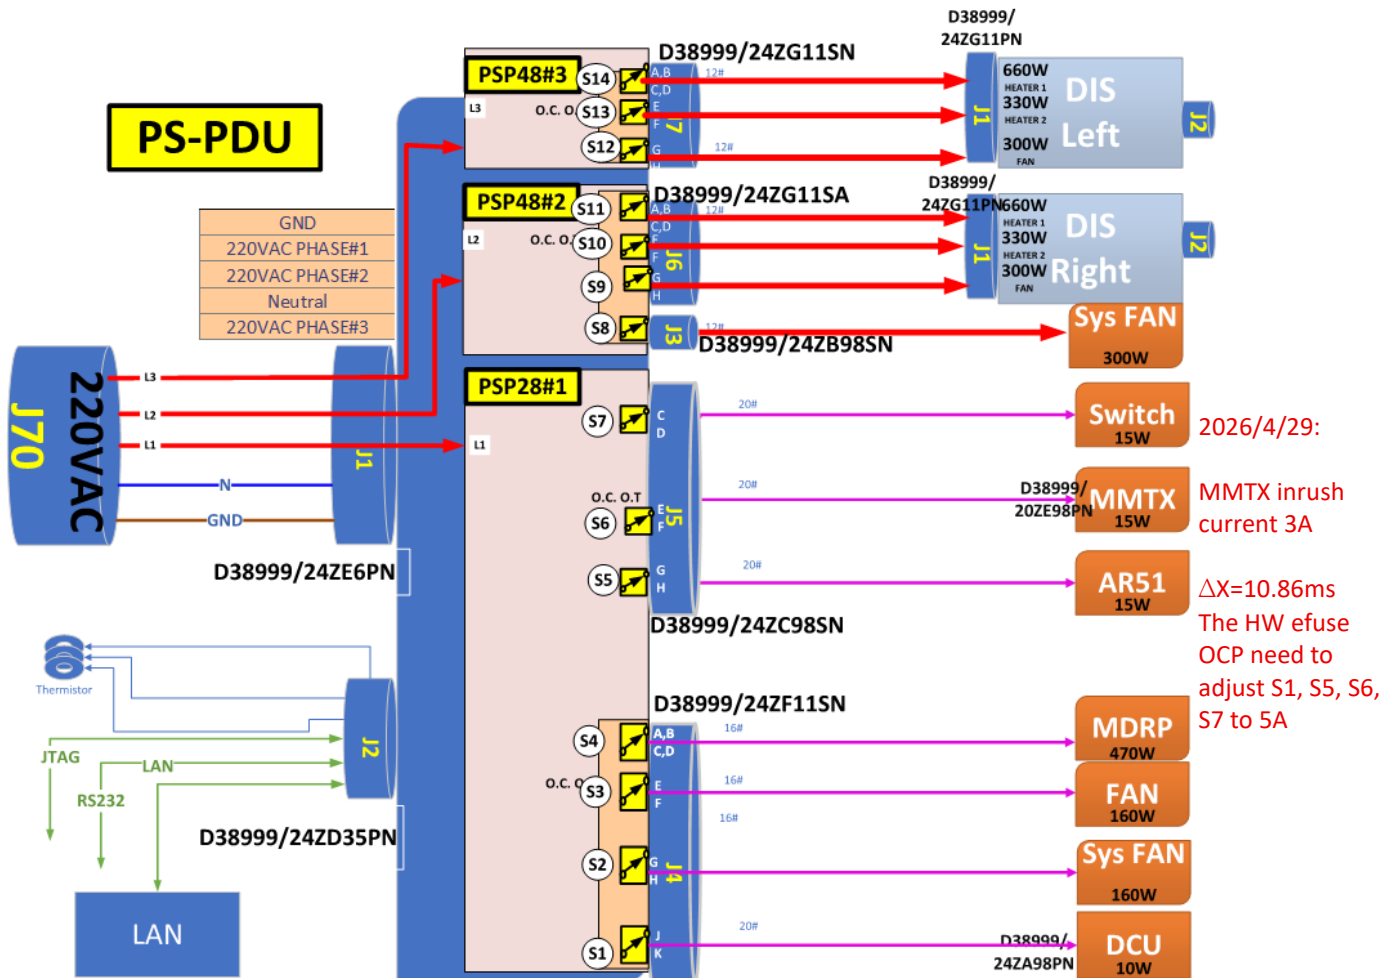 PS-PDU
GND
220VAC PHASE#1
220VAC PHASE#2
Neutral
220VAC PHASE#3
J70
220VAC
L3
L2
L1
N
GND
J1
D38999/24ZE6PN
Thermistor
J2
JTAG
LAN
RS232
D38999/24ZD35PN
LAN
PSP48#3
L3
O.C. O.
S14
S13
S12
A,B
C,D
E
F
G
J7
D38999/24ZG11SN
12#
12#
D38999/
24ZG11PN
J1
660W
HEATER 1
330W
HEATER 2
300W
FAN
DIS
Left
J2
PSP48#2
L2
O.C. O.
S11
S10
S9
S8
A,B
C,D
E
F
G
H
J6
J3
D38999/24ZG11SA
12#
12#
D38999/24ZB98SN
D38999/
24ZG11PN
J1
660W
HEATER 1
330W
HEATER 2
300W
FAN
DIS
Right
J2
Sys FAN
300W
PSP28#1
L1
S7
O.C. O.T
S6
S5
C
D
E
F
G
H
J5
20#
20#
20#
D38999/24ZC98SN
Switch
15W
D38999/
20ZE98PN
MMTX
15W
AR51
15W
2026/4/29:
MMTX inrush
current 3A
ΔX=10.86ms
The HW efuse
OCP need to
adjust S1, S5, S6,
S7 to 5A
D38999/24ZF11SN
S4
O.C. O.
S3
S2
S1
A,B
C,D
E
F
G
H
J
K
J4
16#
16#
16#
20#
MDRP
470W
FAN
160W
Sys FAN
160W
D38999/
24ZA98PN
DCU
10W